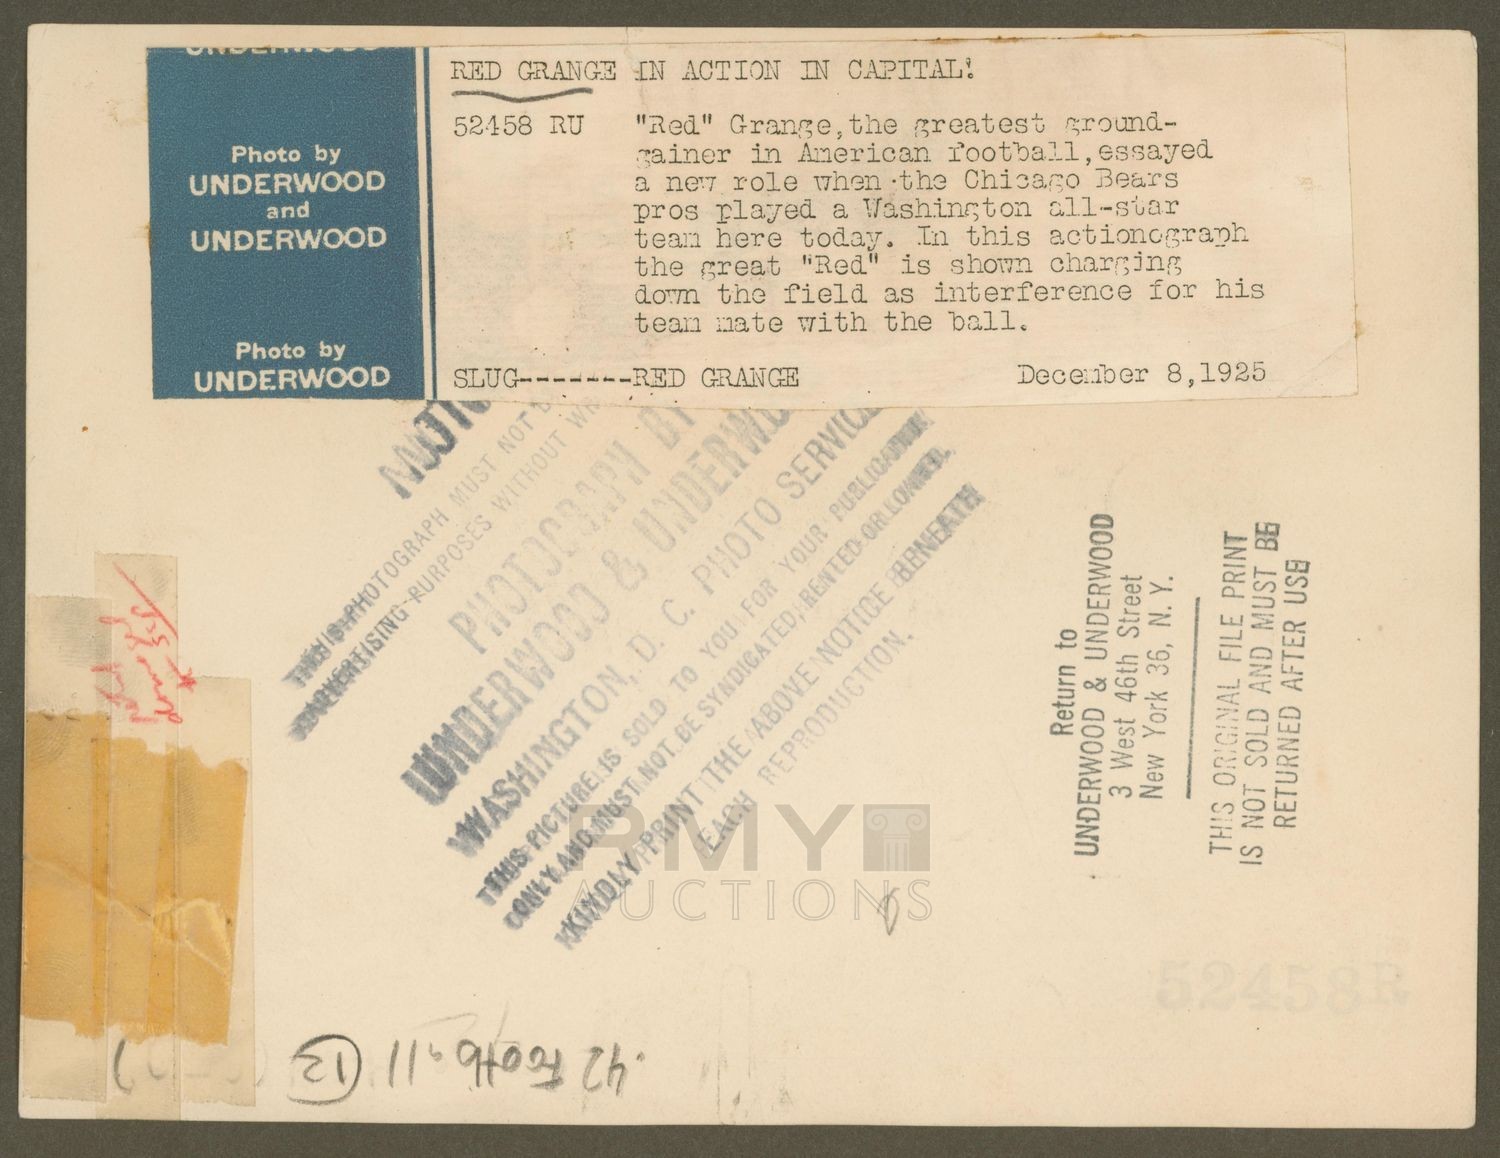 UNDERWOOD
Photo by
UNDERWOOD
and
UNDERWOOD
Photo by
UNDERWOOD
RED GRANGE IN ACTION IN CAPITAL!
52458 RU "Red" Grange, the greatest ground-
gainer in American football, essayed
a new role when the Chicago Bears
pros played a Washington all-star
team here today. In this actionograph
the great "Red" is shown charging
down the field as interference for his
team mate with the ball.
SLUG-------RED GRANGE December 8, 1925
THIS PHOTOGRAPH MUST NOT
ADVERTISING PURPOSES WITHOUT
PHOTOGRAPH BY
UNDERWOOD & UNDERWOOD
WASHINGTON, D. C. PHOTO SERVICE
THIS PICTURE IS SOLD TO YOU FOR YOUR PUBLICATION
ONLY AND MUST NOT BE SYNDICATED, RENTED OR LOANED.
KINDLY PRINT THE ABOVE NOTICE BENEATH
EACH REPRODUCTION.
Return to
UNDERWOOD & UNDERWOOD
3 West 46th Street
New York 36, N. Y.
THIS ORIGINAL FILE PRINT
IS NOT SOLD AND MUST BE
RETURNED AFTER USE
RMY
AUCTIONS
52458R
42 Football (13)